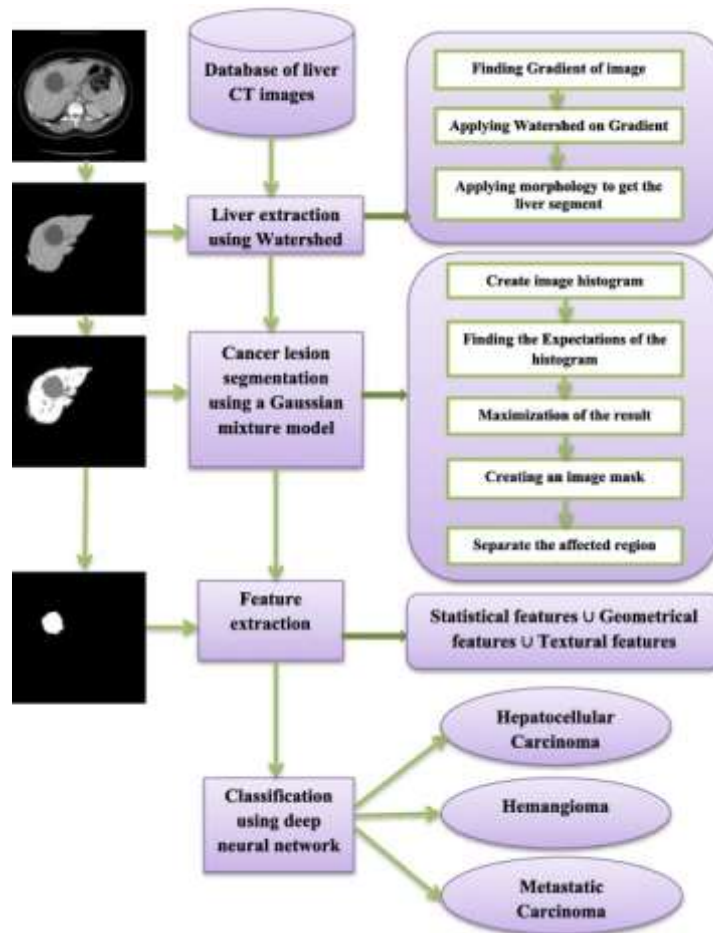 Database of liver
CT images
Finding Gradient of image
Applying Watershed on Gradient
Applying morphology to get the
liver segment
Liver extraction
using Watershed
Create image histogram
Finding the Expectations of the
histogram
Maximization of the result
Creating an image mask
Separate the affected region
Cancer lesion
segmentation
using a Gaussian
mixture model
Feature
extraction
Statistical features ∪ Geometrical
features ∪ Textural features
Classification
using deep
neural network
Hepatocellular
Carcinoma
Hemangioma
Metastatic
Carcinoma